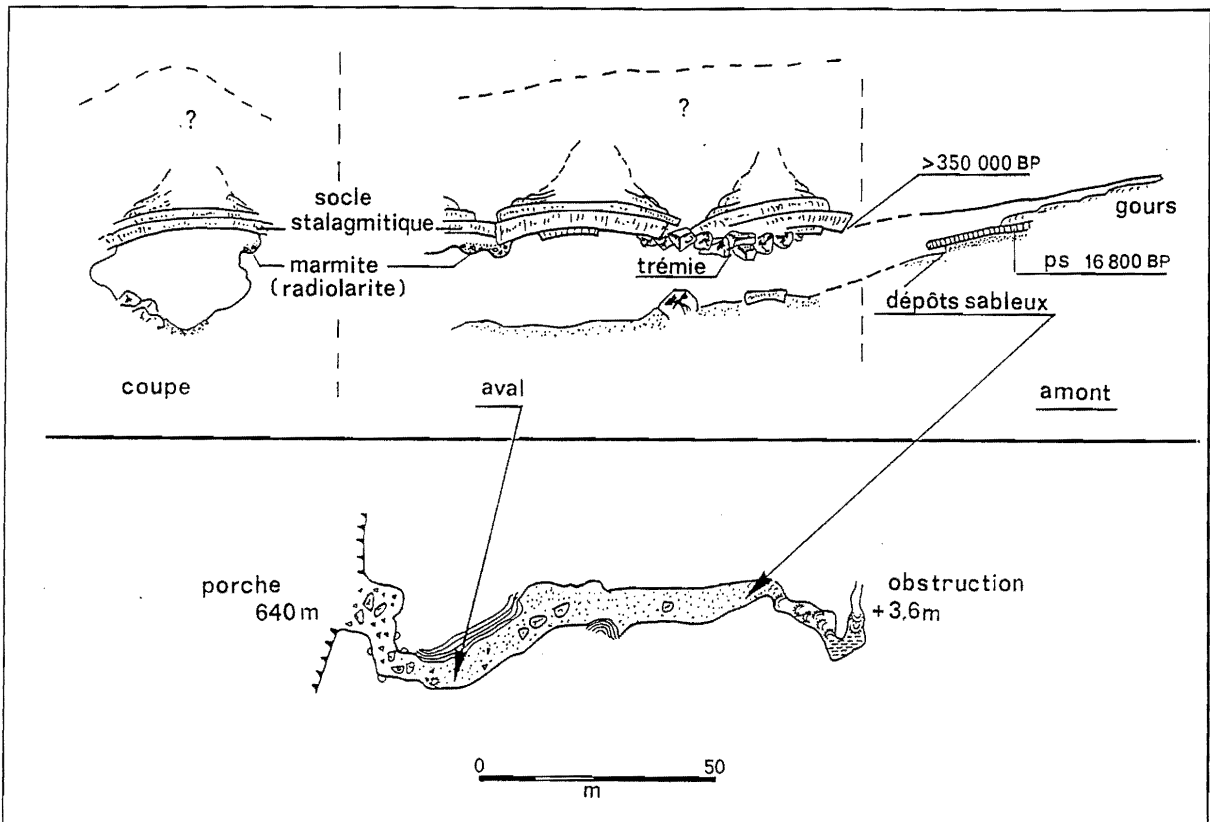 ?
?
>350 000 BP
socle
stalagmitique
gours
marmite
(radiolarite)
trémie
ps 16 800 BP
dépôts sableux
coupe
aval
amont
porche
640 m
obstruction
+ 3,6m
0
50
m